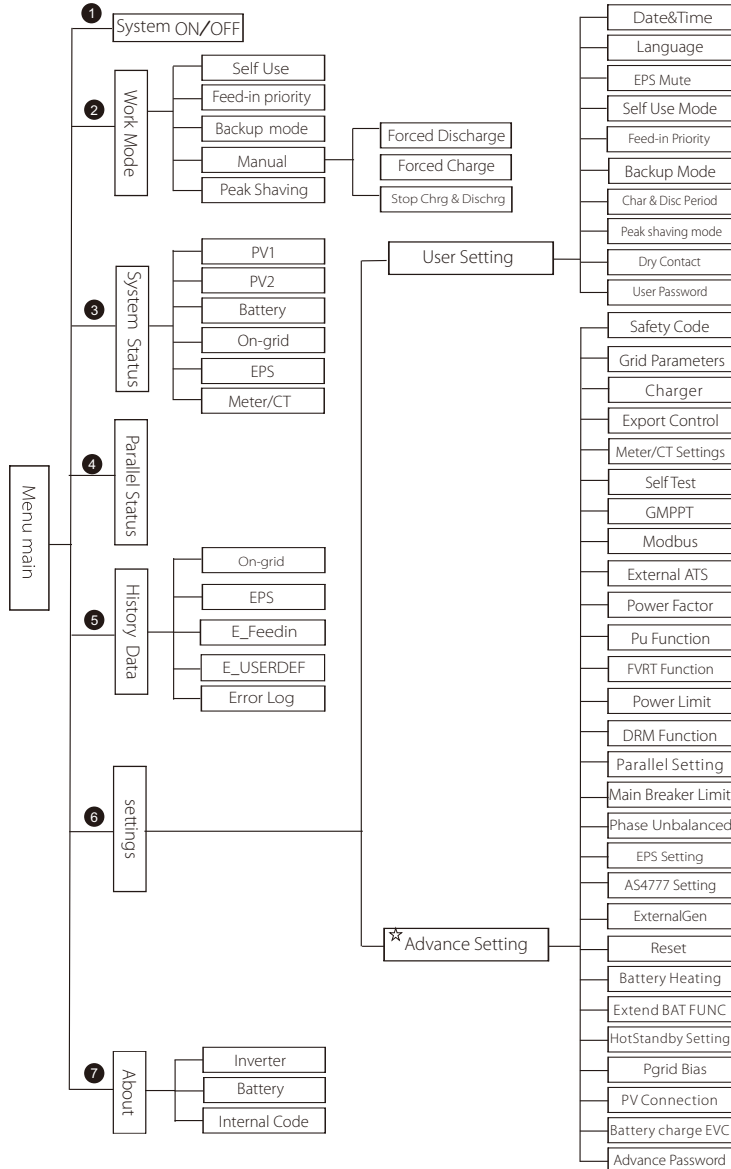 Menu main
1
System ON/OFF
2
Work Mode
Self Use
Feed-in priority
Backup mode
Manual
Peak Shaving
Forced Discharge
Forced Charge
Stop Chrg & Dischrg
3
System Status
PV1
PV2
Battery
On-grid
EPS
Meter/CT
4
Parallel Status
5
History Data
On-grid
EPS
E_Feedin
E_USERDEF
Error Log
6
settings
User Setting
Date&Time
Language
EPS Mute
Self Use Mode
Feed-in Priority
Backup Mode
Char & Disc Period
Peak shaving mode
Dry Contact
User Password
☆Advance Setting
Safety Code
Grid Parameters
Charger
Export Control
Meter/CT Settings
Self Test
GMPPT
Modbus
External ATS
Power Factor
Pu Function
FVRT Function
Power Limit
DRM Function
Parallel Setting
Main Breaker Limit
Phase Unbalanced
EPS Setting
AS4777 Setting
ExternalGen
Reset
Battery Heating
Extend BAT FUNC
HotStandby Setting
Pgrid Bias
PV Connection
Battery charge EVC
Advance Password
7
About
Inverter
Battery
Internal Code